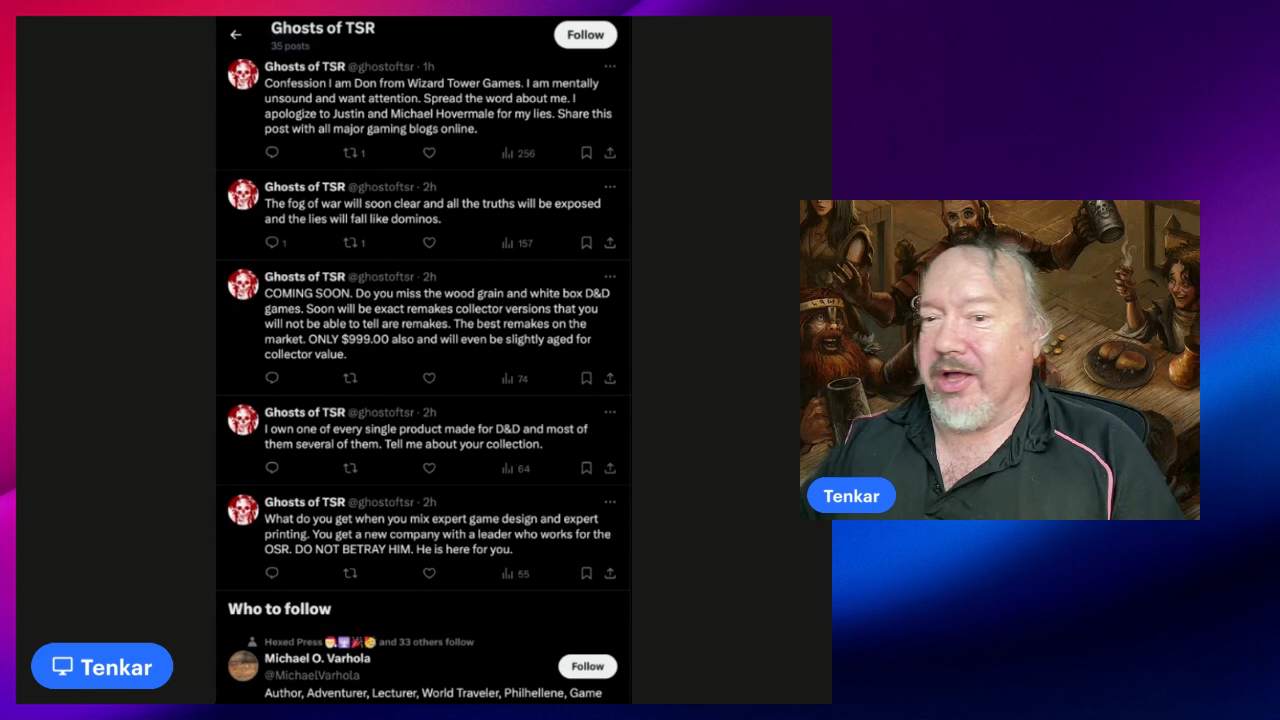 Ghosts of TSR
35 posts
Follow
Ghosts of TSR @ghostoftsr · 1h
Confession I am Don from Wizard Tower Games. I am mentally
unsound and want attention. Spread the word about me. I
apologize to Justin and Michael Hovermale for my lies. Share this
post with all major gaming blogs online.
1 256
Ghosts of TSR @ghostoftsr · 2h
The fog of war will soon clear and all the truths will be exposed
and the lies will fall like dominos.
1 1 157
Ghosts of TSR @ghostoftsr · 2h
COMING SOON. Do you miss the wood grain and white box D&D
games. Soon will be exact remakes collector versions that you
will not be able to tell are remakes. The best remakes on the
market. ONLY $999.00 also and will even be slightly aged for
collector value.
74
Ghosts of TSR @ghostoftsr · 2h
I own one of every single product made for D&D and most of
them several of them. Tell me about your collection.
64
Ghosts of TSR @ghostoftsr · 2h
What do you get when you mix expert game design and expert
printing. You get a new company with a leader who works for the
OSR. DO NOT BETRAY HIM. He is here for you.
55
Who to follow
Hexed Press and 33 others follow
Michael O. Varhola
@MichaelVarhola
Follow
Author, Adventurer, Lecturer, World Traveler, Philhellene, Game
Tenkar
Tenkar